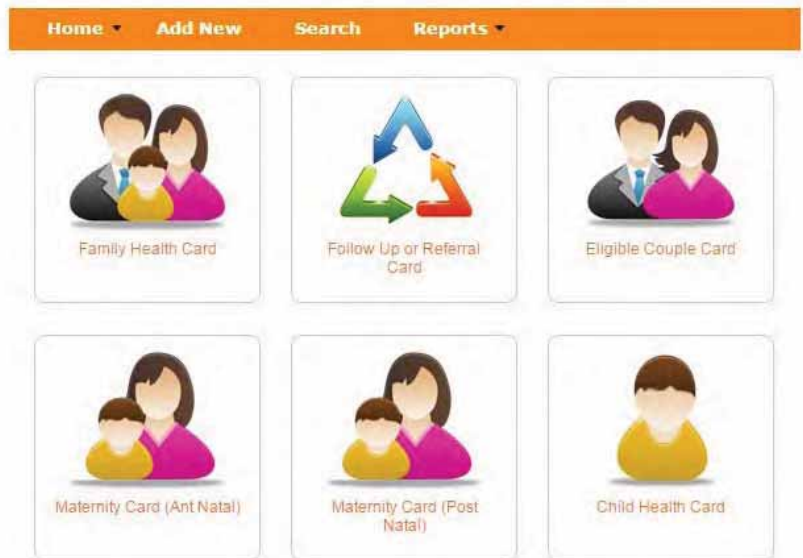 Home Add New Search Reports
Family Health Card
Follow Up or Referral
Card
Eligible Couple Card
Maternity Card (Ant Natal)
Maternity Card (Post
Natal)
Child Health Card